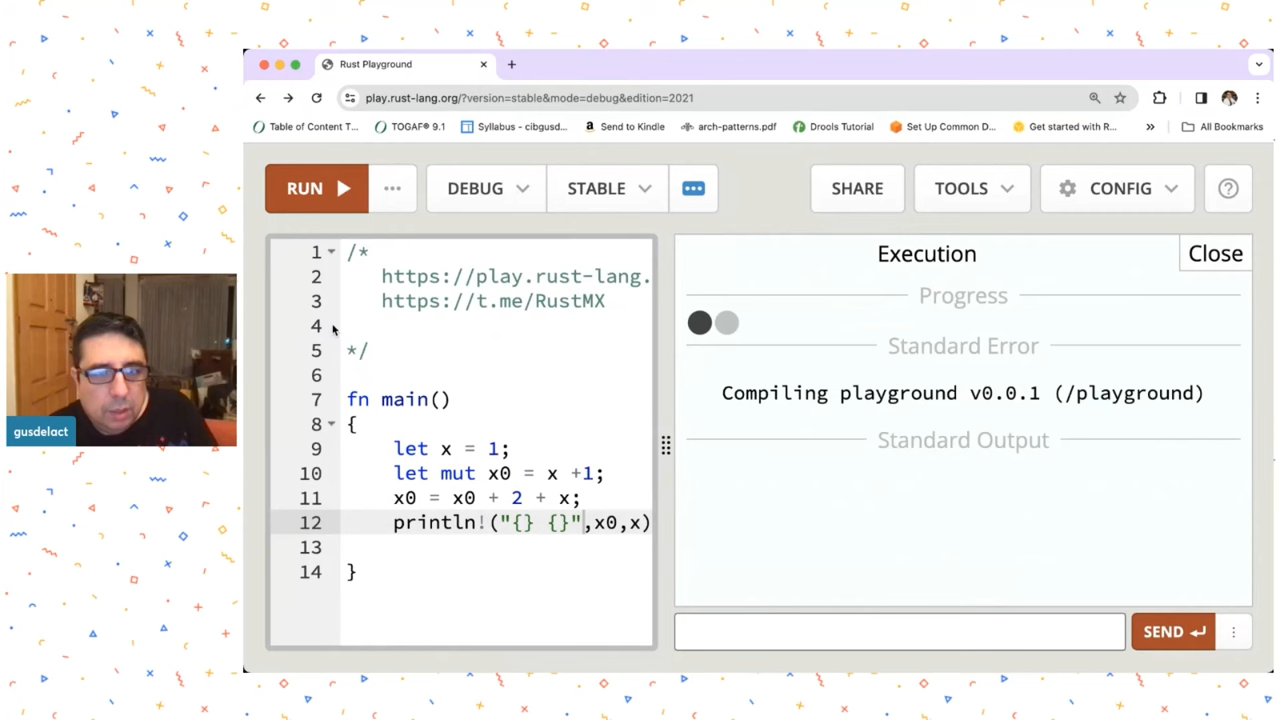 Rust Playground
play.rust-lang.org/?version=stable&mode=debug&edition=2021
Table of Content T... TOGAF® 9.1 Syllabus - cibgusd... Send to Kindle arch-patterns.pdf Drools Tutorial Set Up Common D... Get started with R... » All Bookmarks
RUN ••• DEBUG STABLE ••• SHARE TOOLS CONFIG ?
1 /*
2 https://play.rust-lang.
3 https://t.me/RustMX
4
5 */
6
7 fn main()
8 {
9 let x = 1;
10 let mut x0 = x +1;
11 x0 = x0 + 2 + x;
12 println!("{} {}",x0,x)
13
14 }
Execution
Close
Progress
Standard Error
Compiling playground v0.0.1 (/playground)
Standard Output
SEND
gusdelact